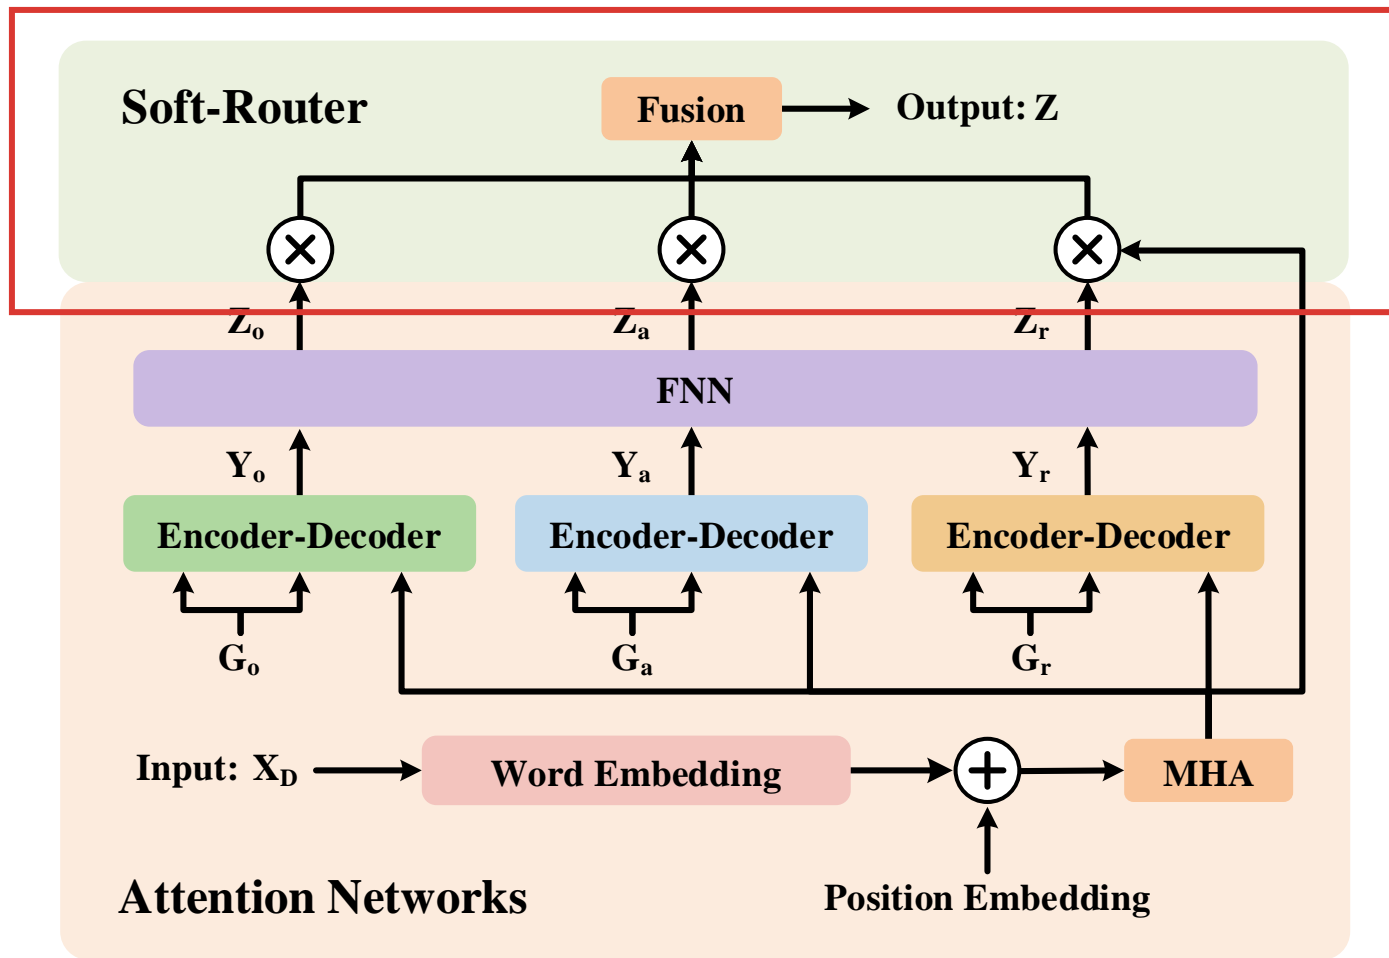 Soft-Router
Fusion
Output: Z
Zₒ
Zₐ
Zᵣ
FNN
Yₒ
Yₐ
Yᵣ
Encoder-Decoder
Encoder-Decoder
Encoder-Decoder
Gₒ
Gₐ
Gᵣ
Input: X_D
Word Embedding
MHA
Position Embedding
Attention Networks